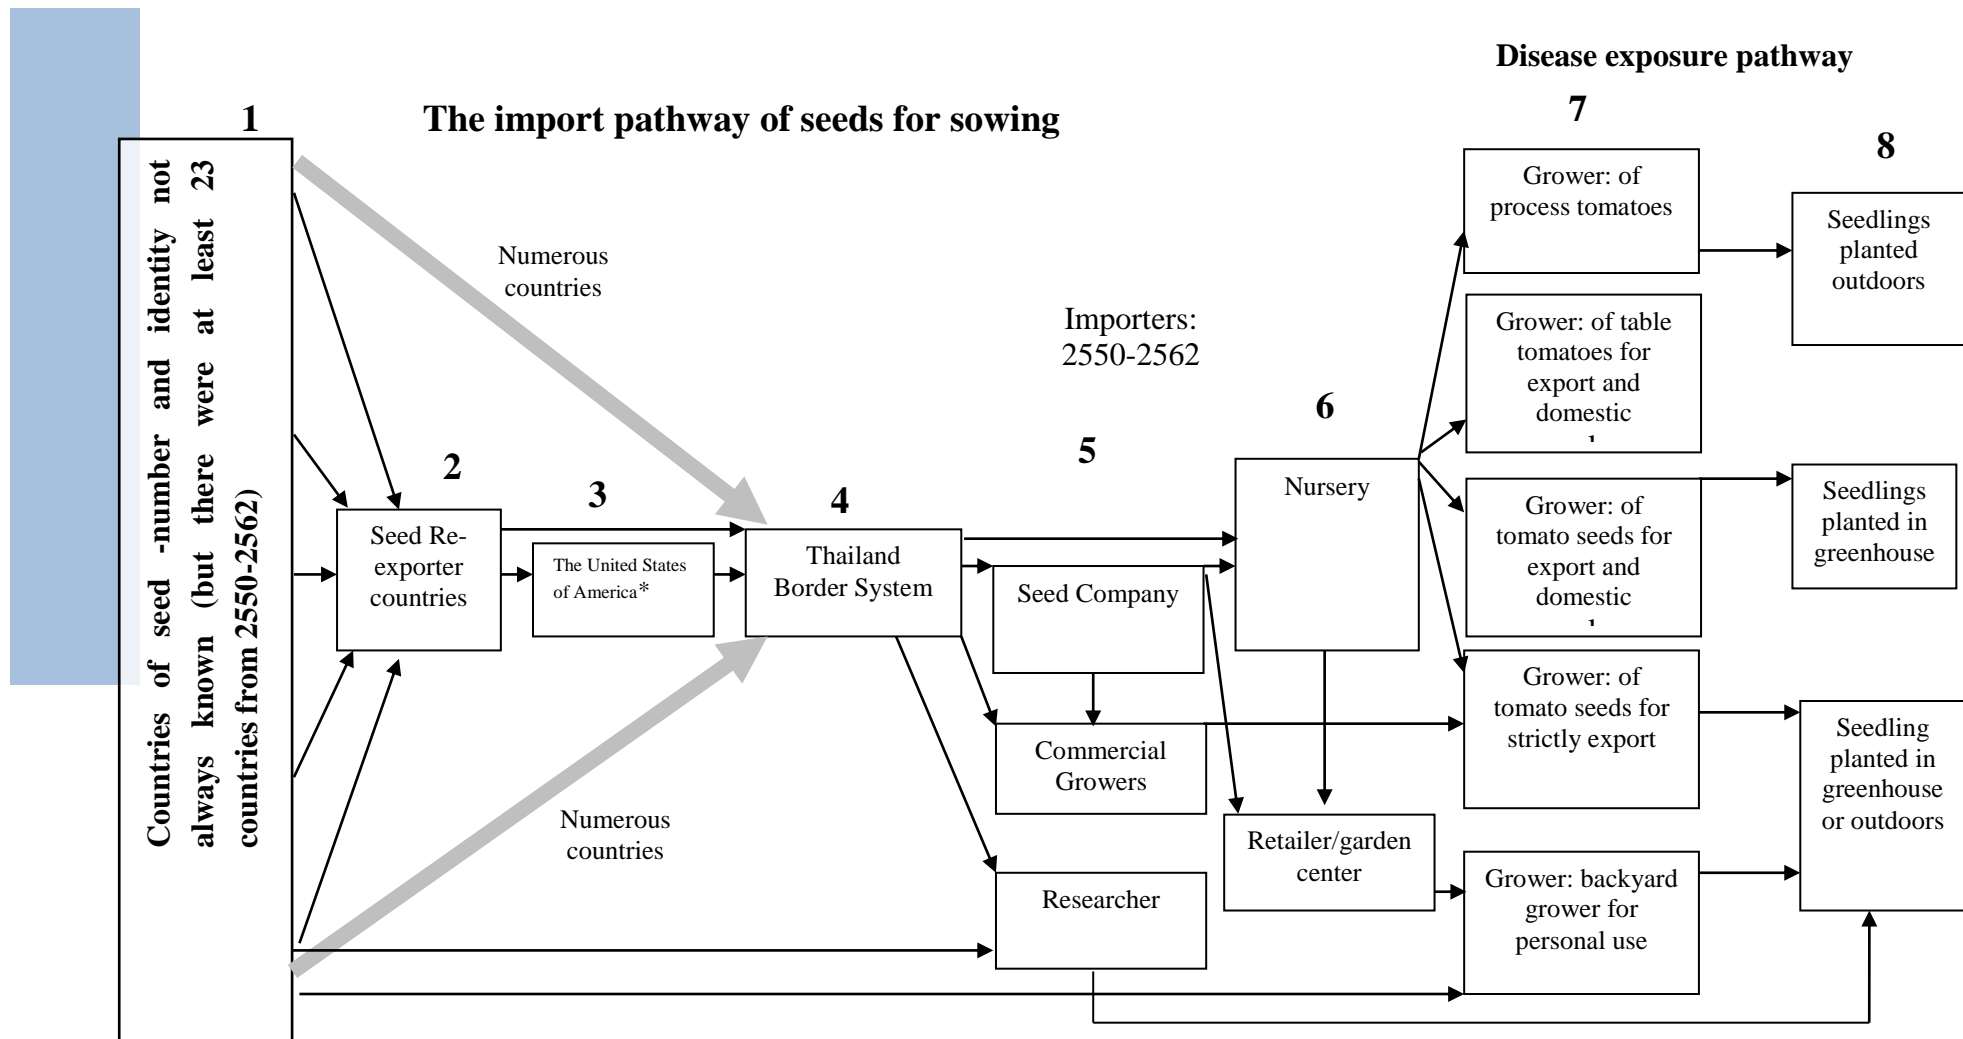 Disease exposure pathway
The import pathway of seeds for sowing
1
Countries of seed -number and identity not
always known (but there were at least 23
countries from 2550-2562)
Numerous
countries
Numerous
countries
2
Seed Re-
exporter
countries
3
The United States
of America*
4
Thailand
Border System
Importers:
2550-2562
5
Seed Company
Commercial
Growers
Researcher
6
Nursery
Retailer/garden
center
7
Grower: of
process tomatoes
Grower: of table
tomatoes for
export and
domestic
Grower: of
tomato seeds for
export and
domestic
Grower: of
tomato seeds for
strictly export
Grower: backyard
grower for
personal use
8
Seedlings
planted
outdoors
Seedlings
planted in
greenhouse
Seedling
planted in
greenhouse
or outdoors